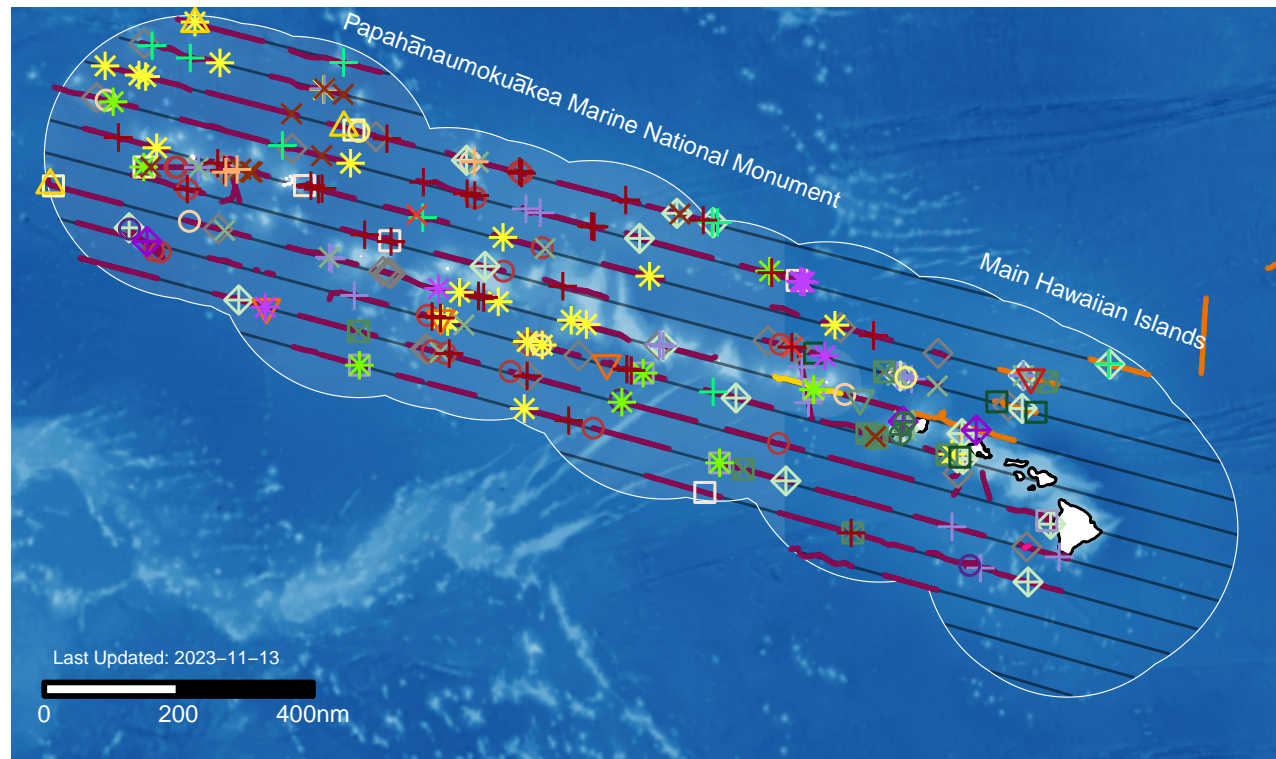 Papahānaumokuākea Marine National Monument
Main Hawaiian Islands
Last Updated: 2023−11−13
0 200 400nm